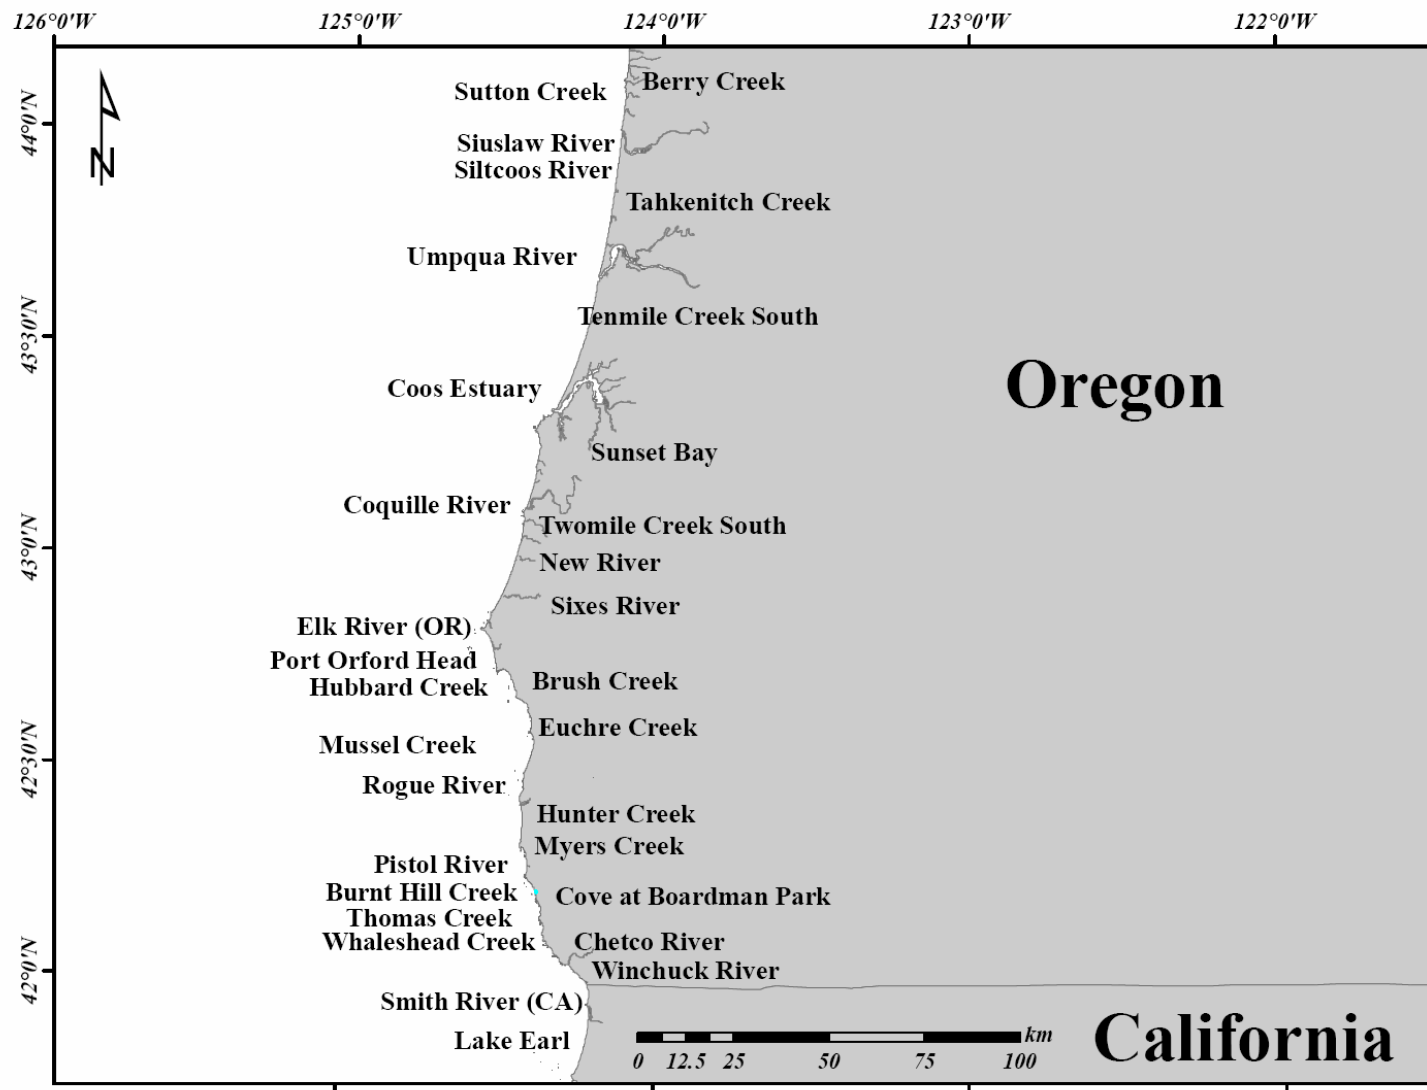 126°0'W 125°0'W 124°0'W 123°0'W 122°0'W
Berry Creek
Sutton Creek
44°0'N
N
Siuslaw River
Siltcoos River
Tahkenitch Creek
Umpqua River
Tenmile Creek South
43°30'N
Oregon
Coos Estuary
Sunset Bay
Coquille River
Twomile Creek South
43°0'N
New River
Sixes River
Elk River (OR)
Port Orford Head
Brush Creek
Hubbard Creek
Euchre Creek
Mussel Creek
42°30'N
Rogue River
Hunter Creek
Myers Creek
Pistol River
Burnt Hill Creek
Cove at Boardman Park
Thomas Creek
Whaleshead Creek
Chetco River
42°0'N
Winchuck River
Smith River (CA)
Lake Earl
km
0 12.5 25 50 75 100
California